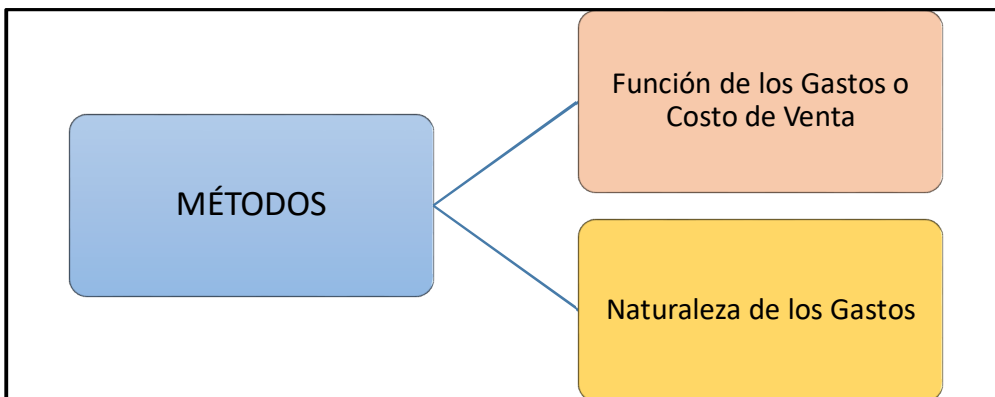 MÉTODOS
Función de los Gastos o
Costo de Venta
Naturaleza de los Gastos